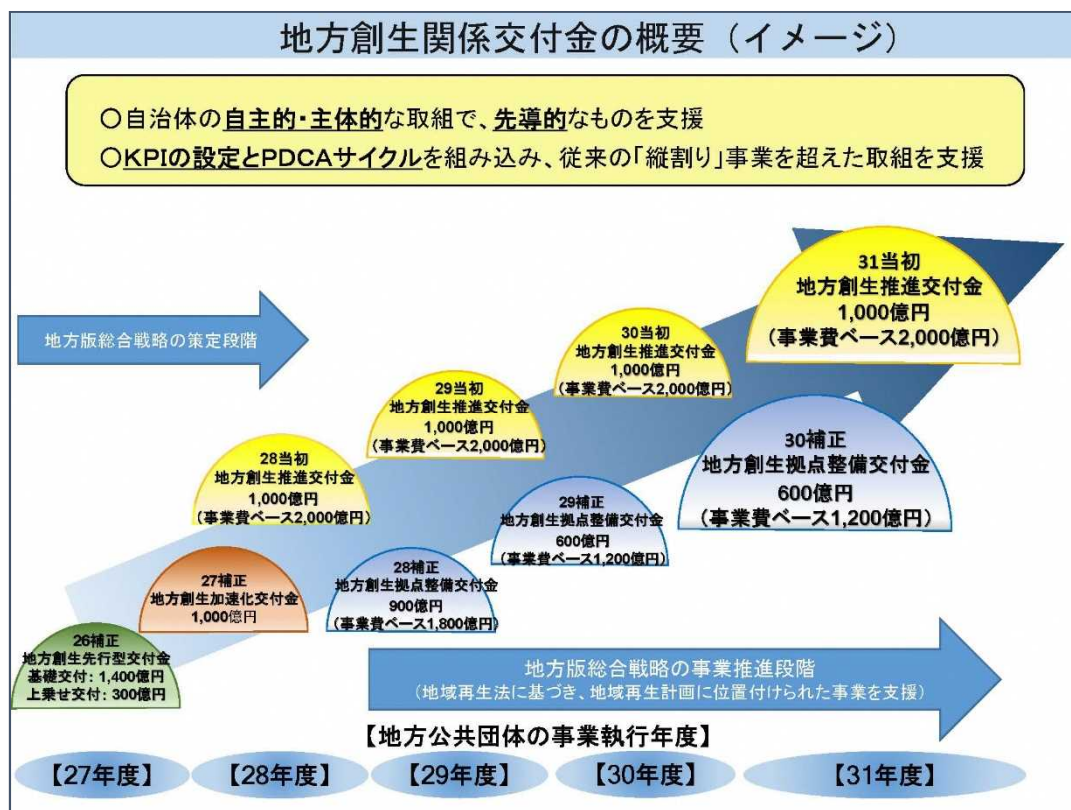 地方創生関係交付金の概要（イメージ）
○自治体の自主的・主体的な取組で、先導的なものを支援
○KPIの設定とPDCAサイクルを組み込み、従来の「縦割り」事業を超えた取組を支援
地方版総合戦略の策定段階
31当初
地方創生推進交付金
1,000億円
（事業費ベース2,000億円）
30当初
地方創生推進交付金
1,000億円
（事業費ベース2,000億円）
29当初
地方創生推進交付金
1,000億円
（事業費ベース2,000億円）
28当初
地方創生推進交付金
1,000億円
（事業費ベース2,000億円）
30補正
地方創生拠点整備交付金
600億円
（事業費ベース1,200億円）
29補正
地方創生拠点整備交付金
600億円
（事業費ベース1,200億円）
28補正
地方創生拠点整備交付金
900億円
（事業費ベース1,800億円）
27補正
地方創生加速化交付金
1,000億円
26補正
地方創生先行型交付金
基礎交付：1,400億円
上乗せ交付：300億円
地方版総合戦略の事業推進段階
（地域再生法に基づき、地域再生計画に位置付けられた事業を支援）
【地方公共団体の事業執行年度】
【27年度】
【28年度】
【29年度】
【30年度】
【31年度】